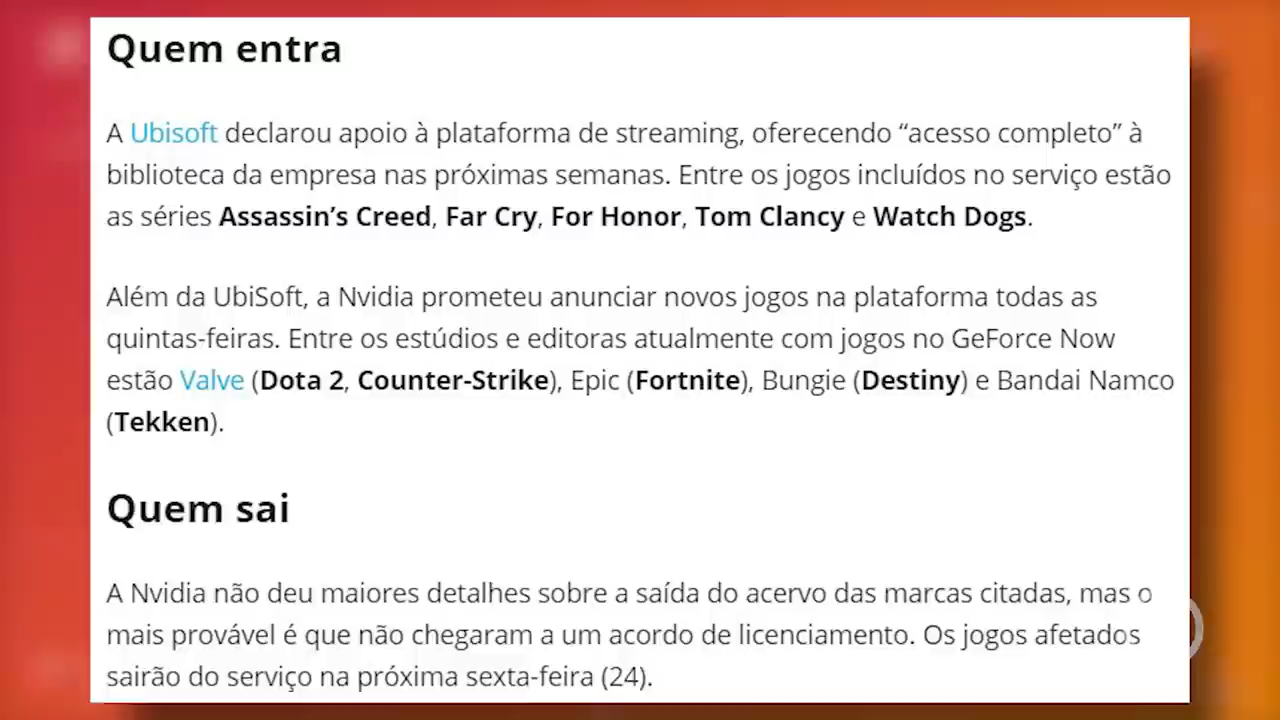 Quem entra
A Ubisoft declarou apoio à plataforma de streaming, oferecendo “acesso completo” à
biblioteca da empresa nas próximas semanas. Entre os jogos incluídos no serviço estão
as séries Assassin’s Creed, Far Cry, For Honor, Tom Clancy e Watch Dogs.
Além da UbiSoft, a Nvidia prometeu anunciar novos jogos na plataforma todas as
quintas-feiras. Entre os estúdios e editoras atualmente com jogos no GeForce Now
estão Valve (Dota 2, Counter-Strike), Epic (Fortnite), Bungie (Destiny) e Bandai Namco
(Tekken).
Quem sai
A Nvidia não deu maiores detalhes sobre a saída do acervo das marcas citadas, mas o
mais provável é que não chegaram a um acordo de licenciamento. Os jogos afetados
sairão do serviço na próxima sexta-feira (24).